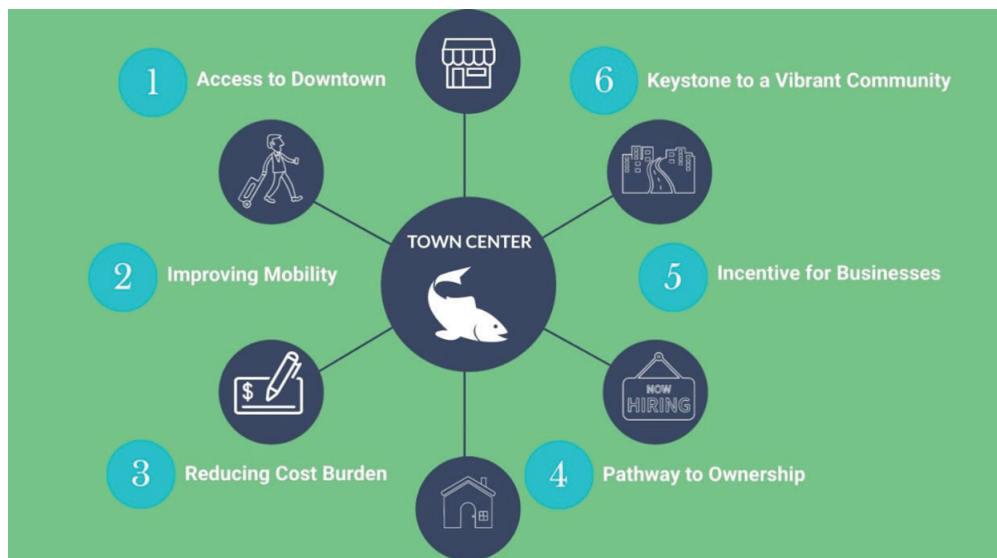 1
Access to Downtown
6
Keystone to a Vibrant Community
TOWN CENTER
2
Improving Mobility
5
Incentive for Businesses
$
NOW
HIRING
3
Reducing Cost Burden
4
Pathway to Ownership